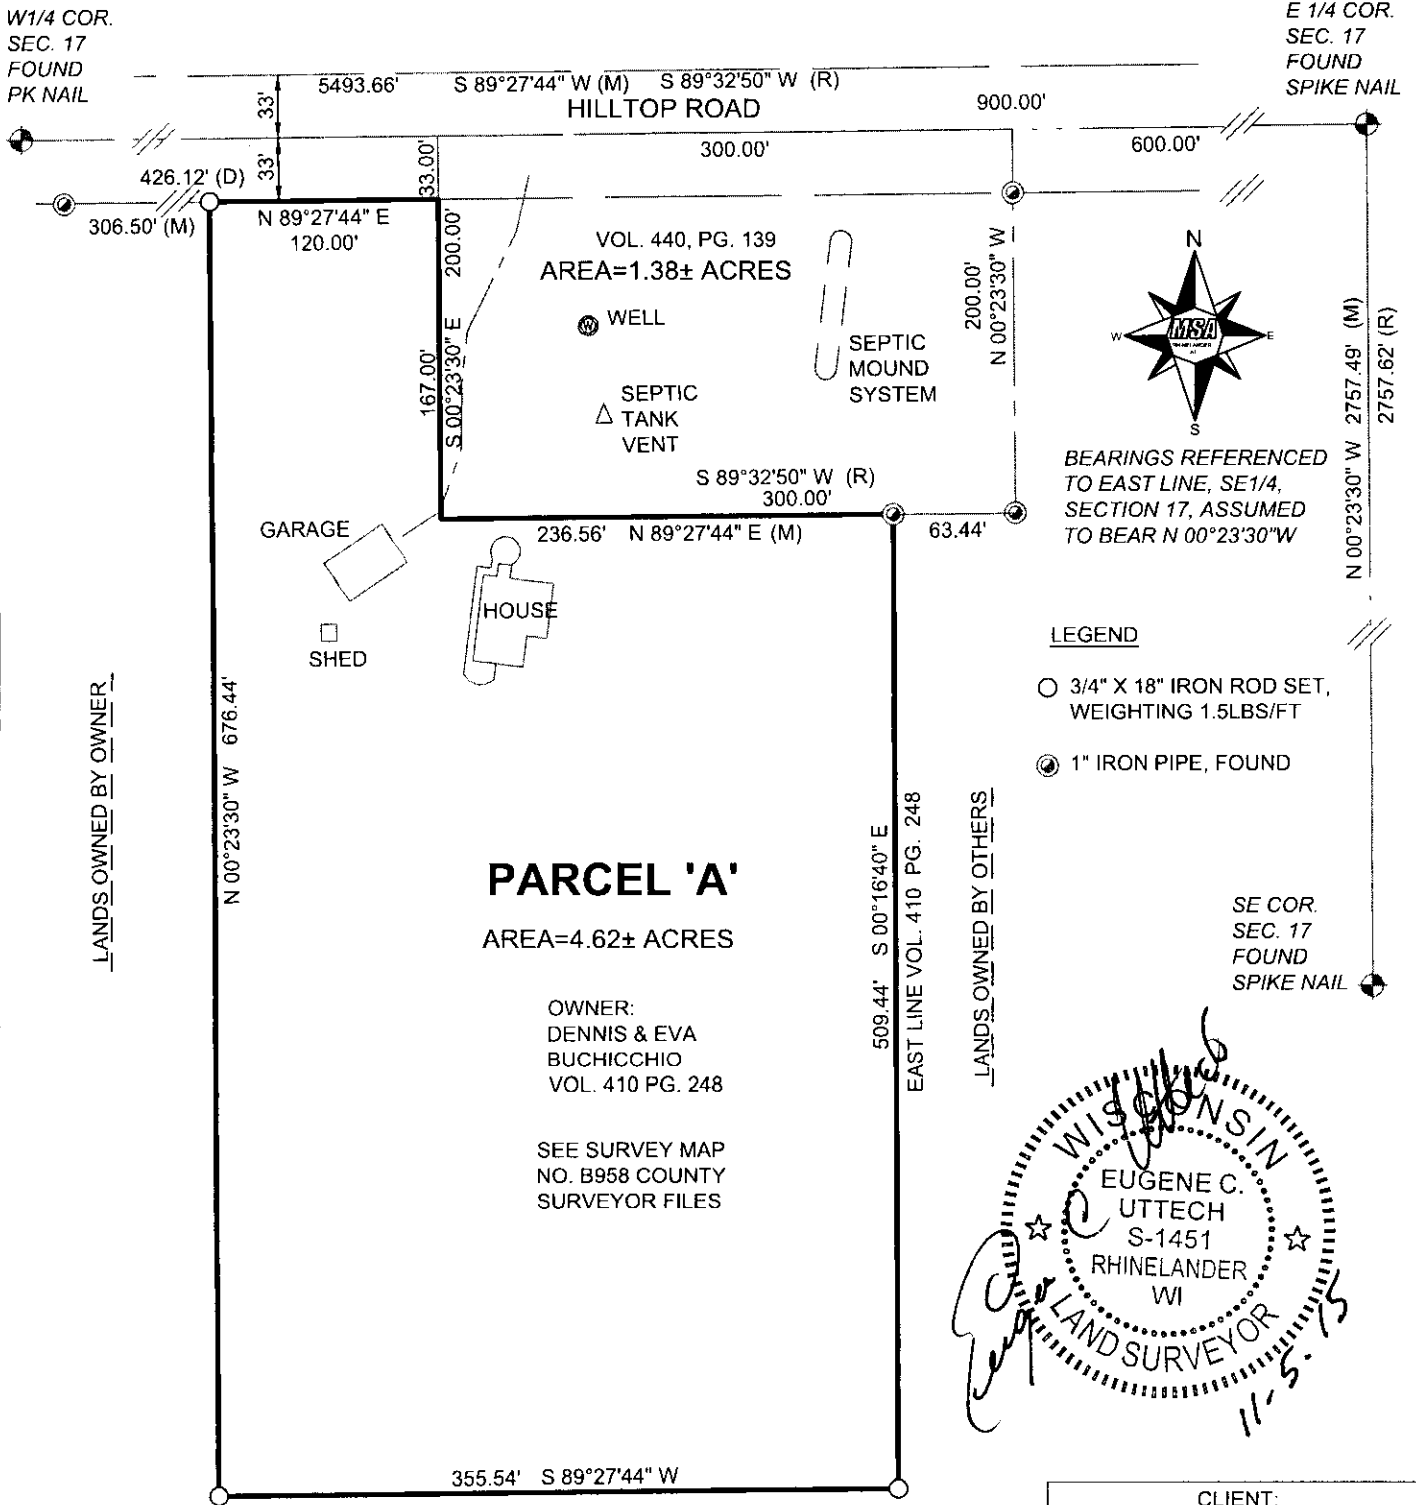 W1/4 COR.
SEC. 17
FOUND
PK NAIL
E 1/4 COR.
SEC. 17
FOUND
SPIKE NAIL
5493.66' S 89°27'44" W (M) S 89°32'50" W (R)
HILLTOP ROAD
900.00'
33'
33'
300.00'
600.00'
33.00'
426.12' (D)
306.50' (M)
N 89°27'44" E
120.00'
200.00'
167.00'
S 00°23'30" E
VOL. 440, PG. 139
AREA=1.38± ACRES
W WELL
SEPTIC
TANK
VENT
SEPTIC
MOUND
SYSTEM
200.00'
N 00°23'30" W
N
W
E
S
MSA
RHINELANDER
WI
BEARINGS REFERENCED
TO EAST LINE, SE1/4,
SECTION 17, ASSUMED
TO BEAR N 00°23'30"W
N 00°23'30" W 2757.49' (M)
2757.62' (R)
S 89°32'50" W (R)
300.00'
236.56' N 89°27'44" E (M)
63.44'
GARAGE
HOUSE
SHED
LEGEND
3/4" X 18" IRON ROD SET,
WEIGHTING 1.5LBS/FT
1" IRON PIPE, FOUND
LANDS OWNED BY OWNER
N 00°23'30" W 676.44'
PARCEL 'A'
AREA=4.62± ACRES
OWNER:
DENNIS & EVA
BUCHICCHIO
VOL. 410 PG. 248
SEE SURVEY MAP
NO. B958 COUNTY
SURVEYOR FILES
509.44' S 00°16'40" E
EAST LINE VOL. 410 PG. 248
LANDS OWNED BY OTHERS
SE COR.
SEC. 17
FOUND
SPIKE NAIL
WISCONSIN
EUGENE C.
UTTECH
S-1451
RHINELANDER
WI
LAND SURVEYOR
Eugene C
11-5-15
355.54' S 89°27'44" W
CLIENT: